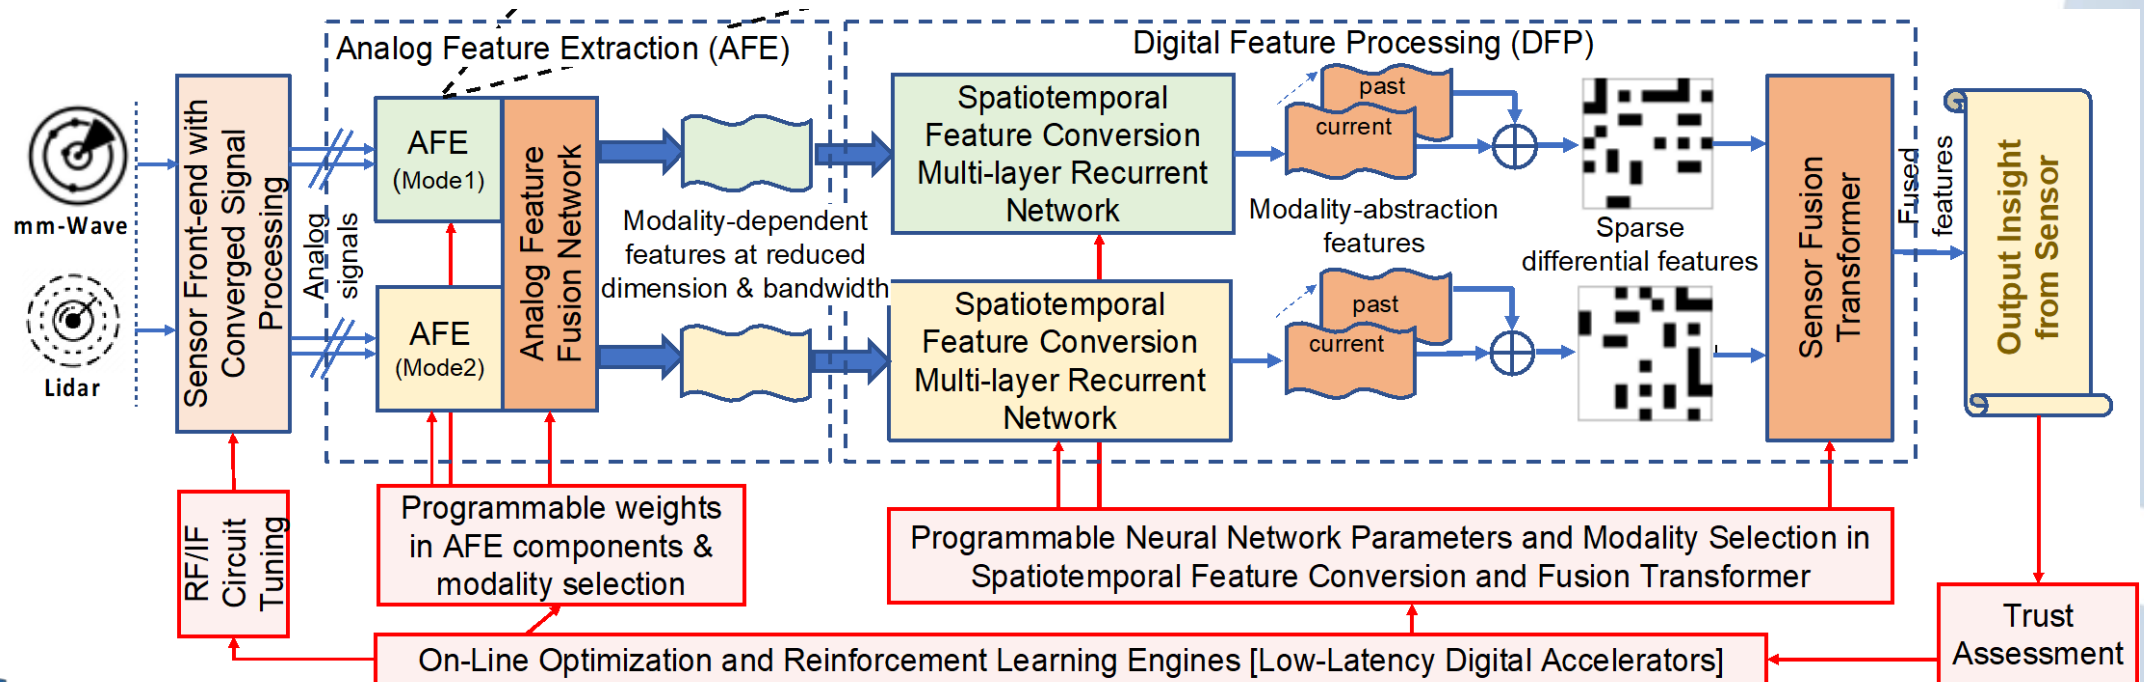 Analog Feature Extraction (AFE)
Digital Feature Processing (DFP)
mm-Wave
Lidar
Sensor Front-end with
Converged Signal
Processing
Analog
signals
AFE
(Mode1)
AFE
(Mode2)
Analog Feature
Fusion Network
Modality-dependent
features at reduced
dimension & bandwidth
Spatiotemporal
Feature Conversion
Multi-layer Recurrent
Network
Spatiotemporal
Feature Conversion
Multi-layer Recurrent
Network
past
current
Modality-abstraction
features
past
current
Sparse
differential features
Sensor Fusion
Transformer
Fused
features
Output Insight
from Sensor
RF/IF
Circuit
Tuning
Programmable weights
in AFE components &
modality selection
Programmable Neural Network Parameters and Modality Selection in
Spatiotemporal Feature Conversion and Fusion Transformer
Trust
Assessment
On-Line Optimization and Reinforcement Learning Engines [Low-Latency Digital Accelerators]